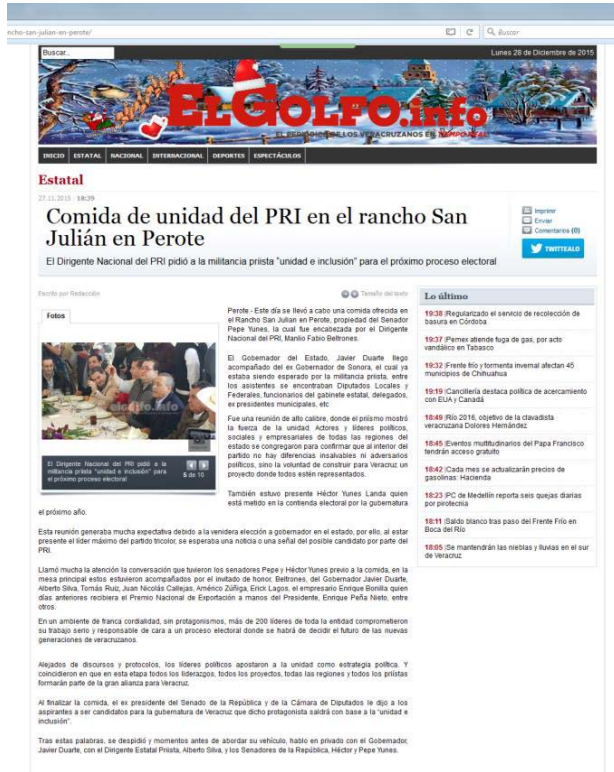 ncho-san-julian-en-perote/
Buscar
Buscar...
Lunes 28 de Diciembre de 2015
ELGOLFO.info
EL PERIÓDICO DE LOS VERACRUZANOS EN TIEMPO REAL
INICIO ESTATAL NACIONAL INTERNACIONAL DEPORTES ESPECTÁCULOS
Estatal
27.11.2015 18:39
Comida de unidad del PRI en el rancho San
Julián en Perote
El Dirigente Nacional del PRI pidió a la militancia priista "unidad e inclusión" para el próximo proceso electoral
Imprimir
Enviar
Comentarios (0)
TWITTEALO
Escrito por Redacción
Tamaño del texto
Fotos
elgolfo.info
El Dirigente Nacional del PRI pidió a la
militancia priista "unidad e inclusión" para
el próximo proceso electoral
5 de 10
Perote.- Este día se llevó a cabo una comida ofrecida en
el Rancho San Julian en Perote, propiedad del Senador
Pepe Yunes, la cual fue encabezada por el Dirigente
Nacional del PRI, Manlio Fabio Beltrones.
El Gobernador del Estado, Javier Duarte llego
acompañado del ex Gobernador de Sonora, el cual ya
estaba siendo esperado por la militancia priista, entre
los asistentes se encontraban Diputados Locales y
Federales, funcionarios del gabinete estatal, delegados,
ex presidentes municipales, etc
Fue una reunión de alto calibre, donde el priísmo mostró
la fuerza de la unidad. Actores y líderes políticos,
sociales y empresariales de todas las regiones del
estado se congregaron para confirmar que al interior del
partido no hay diferencias insalvables ni adversarios
políticos, sino la voluntad de construir para Veracruz un
proyecto donde todos estén representados.
También estuvo presente Héctor Yunes Landa quien
está metido en la contienda electoral por la gubernatura
el próximo año.
Esta reunión generaba mucha expectativa debido a la venidera elección a gobernador en el estado, por ello, al estar
presente el líder máximo del partido tricolor, se esperaba una noticia o una señal del posible candidato por parte del
PRI.
Llamó mucha la atención la conversación que tuvieron los senadores Pepe y Héctor Yunes previo a la comida, en la
mesa principal estos estuvieron acompañados por el imitado de honor, Beltrones, del Gobernador Javier Duarte,
Alberto Silva, Tomás Ruiz, Juan Nicolás Callejas, Américo Zúñiga, Erick Lagos, el empresario Enrique Bonilla quien
días anteriores recibiera el Premio Nacional de Exportación a manos del Presidente, Enrique Peña Nieto, entre
otros.
En un ambiente de franca cordialidad, sin protagonismos, más de 200 líderes de toda la entidad comprometieron
su trabajo serio y responsable de cara a un proceso electoral donde se habrá de decidir el futuro de las nuevas
generaciones de veracruzanos.
Alejados de discursos y protocolos, los líderes políticos apostaron a la unidad como estrategia política. Y
coincidieron en que en esta etapa todos los liderazgos, todos los proyectos, todas las regiones y todos los priistas
formarán parte de la gran alianza para Veracruz.
Al finalizar la comida, el ex presidente del Senado de la República y de la Cámara de Diputados le dijo a los
aspirantes a ser candidatos para la gubernatura de Veracruz que dicho protagonista saldrá con base a la "unidad e
inclusión".
Tras estas palabras, se despidió y momentos antes de abordar su vehículo, hablo en privado con el Gobernador,
Javier Duarte, con el Dirigente Estatal Priista, Alberto Silva, y los Senadores de la República, Héctor y Pepe Yunes.
Lo último
19:38 |Regularizado el servicio de recolección de
basura en Córdoba
19:37 |Pemex atiende fuga de gas, por acto
vandálico en Tabasco
19:32 |Frente frío y tormenta invernal afectan 45
municipios de Chihuahua
19:19 |Cancillería destaca política de acercamiento
con EUA y Canadá
18:49 |Río 2016, objetivo de la clavadista
veracruzana Dolores Hernández
18:45 |Eventos multitudinarios del Papa Francisco
tendrán acceso gratuito
18:42 |Cada mes se actualizarán precios de
gasolinas: Hacienda
18:23 |PC de Medellín reporta seis quejas diarias
por pirotecnia
18:11 |Saldo blanco tras paso del Frente Frío en
Boca del Río
18:05 |Se mantendrán las nieblas y lluvias en el sur
de Veracruz